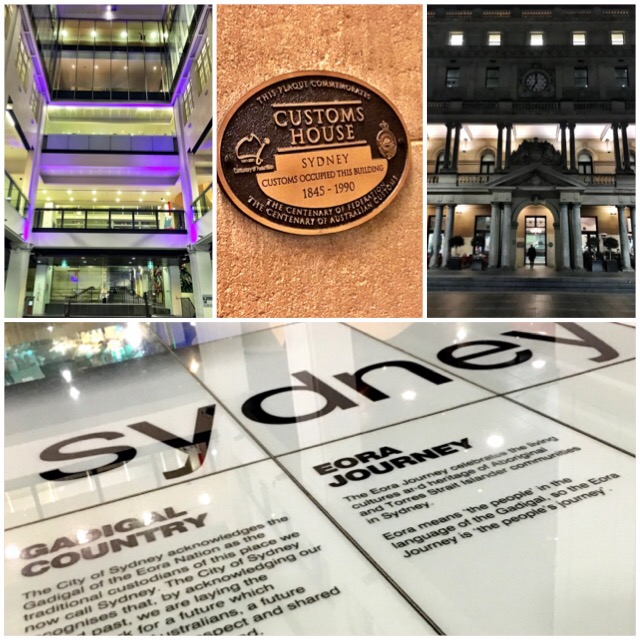 THIS PLAQUE COMMEMORATES
CUSTOMS
HOUSE
SYDNEY
CUSTOMS OCCUPIED THIS BUILDING
1845 - 1990
THE CENTENARY OF FEDERATION
THE CENTENARY OF AUSTRALIAN CUSTOMS
Centenary of Federation
sydney
EORA
JOURNEY
The Eora Journey celebrates the living
cultures and heritage of Aboriginal
and Torres Strait Islander communities
in Sydney.
Eora means 'the people' in the
language of the Gadigal, so the Eora
Journey is 'the people's journey'.
GADIGAL
COUNTRY
The City of Sydney acknowledges the
Gadigal of the Eora Nation as the
traditional custodians of this place we
now call Sydney. The City of Sydney
recognises that, by acknowledging our
past, we are laying the
for a future which
Australians, a future
respect and shared